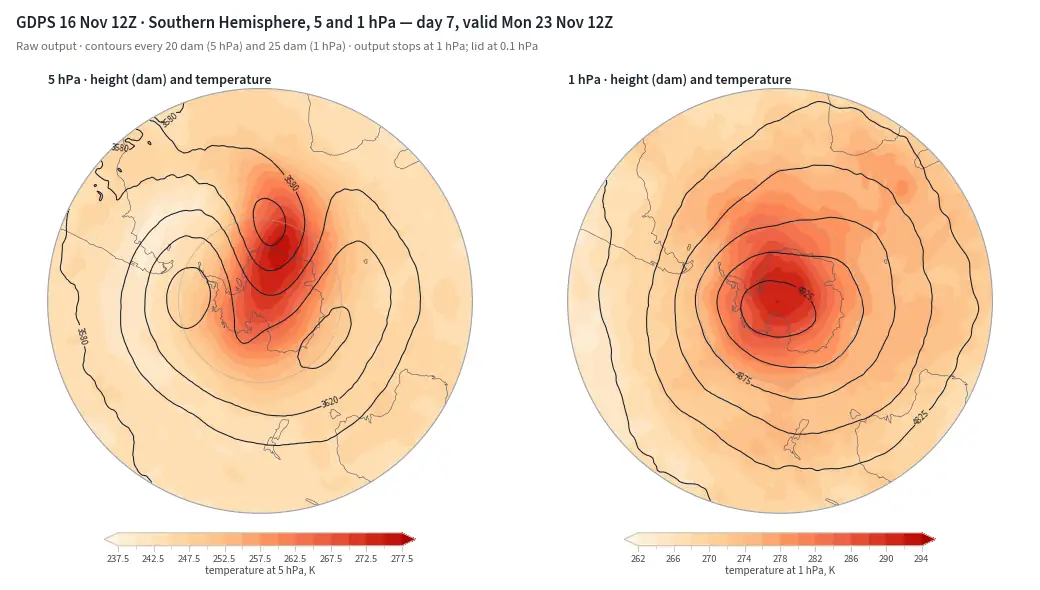 GDPS 16 Nov 12Z · Southern Hemisphere, 5 and 1 hPa — day 7, valid Mon 23 Nov 12Z
Raw output · contours every 20 dam (5 hPa) and 25 dam (1 hPa) · output stops at 1 hPa; lid at 0.1 hPa
5 hPa · height (dam) and temperature
1 hPa · height (dam) and temperature
3580
3580
3580
3580
3620
4925
4875
4825
237.5 242.5 247.5 252.5 257.5 262.5 267.5 272.5 277.5
temperature at 5 hPa, K
262 266 270 274 278 282 286 290 294
temperature at 1 hPa, K